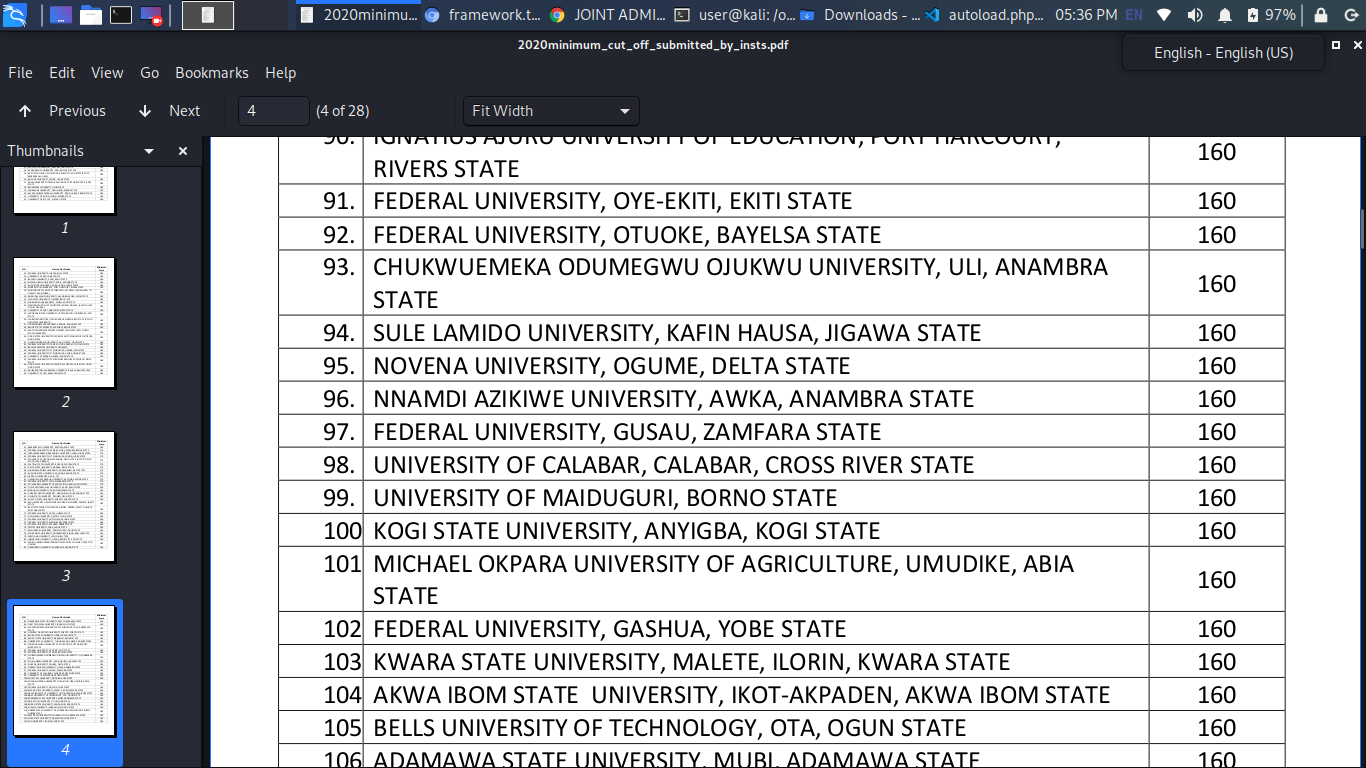 2020minimu... framework.t... JOINT ADMI... user@kali: /o... Downloads - ... autoload.php... 05:36 PM EN 97%
2020minimum_cut_off_submitted_by_insts.pdf
English - English (US)
File Edit View Go Bookmarks Help
Previous Next 4 (4 of 28) Fit Width
Thumbnails
1
2
3
4
90. IGNATIUS AJURU UNIVERSITY OF EDUCATION, PORT HARCOURT,
RIVERS STATE 160
91. FEDERAL UNIVERSITY, OYE-EKITI, EKITI STATE 160
92. FEDERAL UNIVERSITY, OTUOKE, BAYELSA STATE 160
93. CHUKWUEMEKA ODUMEGWU OJUKWU UNIVERSITY, ULI, ANAMBRA
STATE 160
94. SULE LAMIDO UNIVERSITY, KAFIN HAUSA, JIGAWA STATE 160
95. NOVENA UNIVERSITY, OGUME, DELTA STATE 160
96. NNAMDI AZIKIWE UNIVERSITY, AWKA, ANAMBRA STATE 160
97. FEDERAL UNIVERSITY, GUSAU, ZAMFARA STATE 160
98. UNIVERSITY OF CALABAR, CALABAR, CROSS RIVER STATE 160
99. UNIVERSITY OF MAIDUGURI, BORNO STATE 160
100 KOGI STATE UNIVERSITY, ANYIGBA, KOGI STATE 160
101 MICHAEL OKPARA UNIVERSITY OF AGRICULTURE, UMUDIKE, ABIA
STATE 160
102 FEDERAL UNIVERSITY, GASHUA, YOBE STATE 160
103 KWARA STATE UNIVERSITY, MALETE, ILORIN, KWARA STATE 160
104 AKWA IBOM STATE  UNIVERSITY, IKOT-AKPADEN, AKWA IBOM STATE 160
105 BELLS UNIVERSITY OF TECHNOLOGY, OTA, OGUN STATE 160
106 ADAMAWA STATE UNIVERSITY, MUBI, ADAMAWA STATE 160